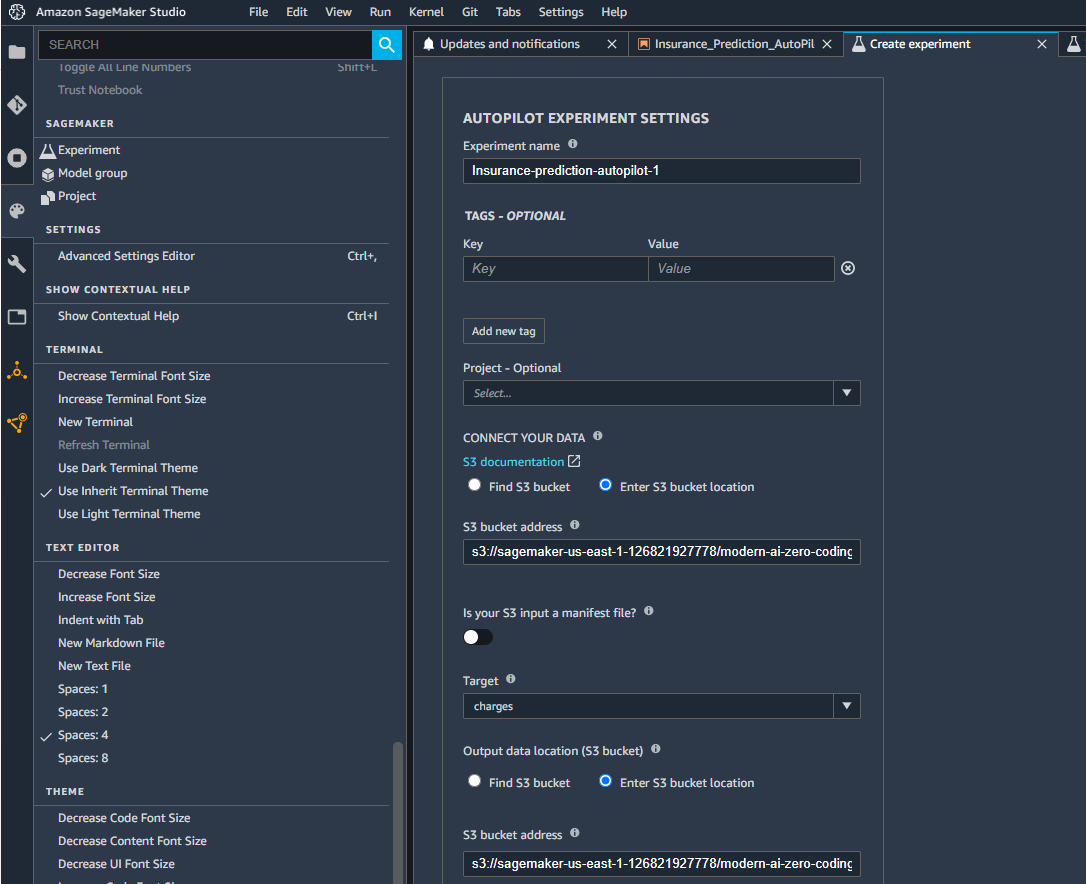 Amazon SageMaker Studio File Edit View Run Kernel Git Tabs Settings Help
SEARCH
Toggle All Line Numbers Shift+L
Trust Notebook
SAGEMAKER
Experiment
Model group
Project
SETTINGS
Advanced Settings Editor Ctrl+,
SHOW CONTEXTUAL HELP
Show Contextual Help Ctrl+I
TERMINAL
Decrease Terminal Font Size
Increase Terminal Font Size
New Terminal
Refresh Terminal
Use Dark Terminal Theme
Use Inherit Terminal Theme
Use Light Terminal Theme
TEXT EDITOR
Decrease Font Size
Increase Font Size
Indent with Tab
New Markdown File
New Text File
Spaces: 1
Spaces: 2
Spaces: 4
Spaces: 8
THEME
Decrease Code Font Size
Decrease Content Font Size
Decrease UI Font Size
Updates and notifications
Insurance_Prediction_AutoPil
Create experiment
AUTOPILOT EXPERIMENT SETTINGS
Experiment name
Insurance-prediction-autopilot-1
TAGS - OPTIONAL
Key Value
Key Value
Add new tag
Project - Optional
Select...
CONNECT YOUR DATA
S3 documentation
Find S3 bucket Enter S3 bucket location
S3 bucket address
s3://sagemaker-us-east-1-126821927778/modern-ai-zero-coding
Is your S3 input a manifest file?
Target
charges
Output data location (S3 bucket)
Find S3 bucket Enter S3 bucket location
S3 bucket address
s3://sagemaker-us-east-1-126821927778/modern-ai-zero-coding